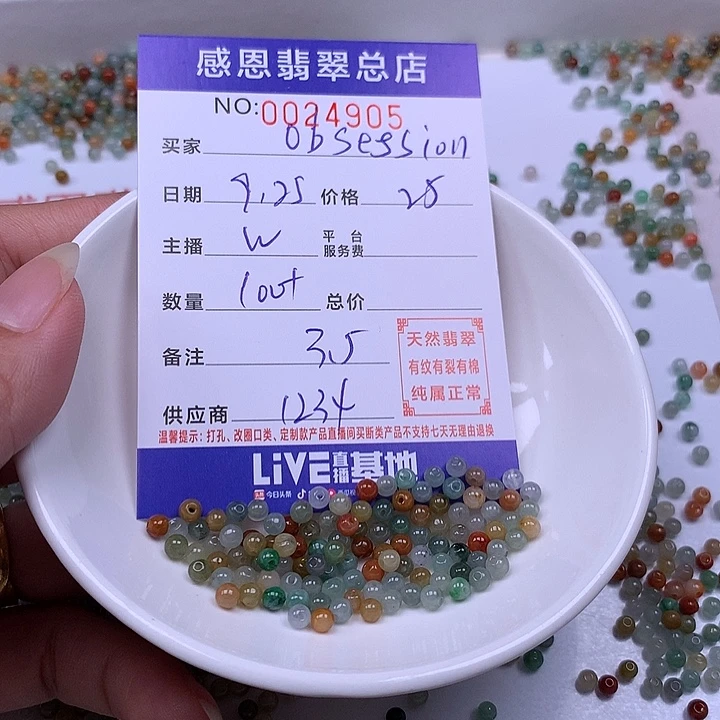 感恩翡翠总店
NO:0024905
买家 Obsession
日期 9.25 价格 28
主播 W 平台服务费
数量 1out 总价
备注 3.5
天然翡翠
有纹有裂有棉
纯属正常
供应商 1234
温馨提示：打孔、改圈口类、定制款产品直播间买断类产品不支持七天无理由退换
LiVE直播基地
今日头条